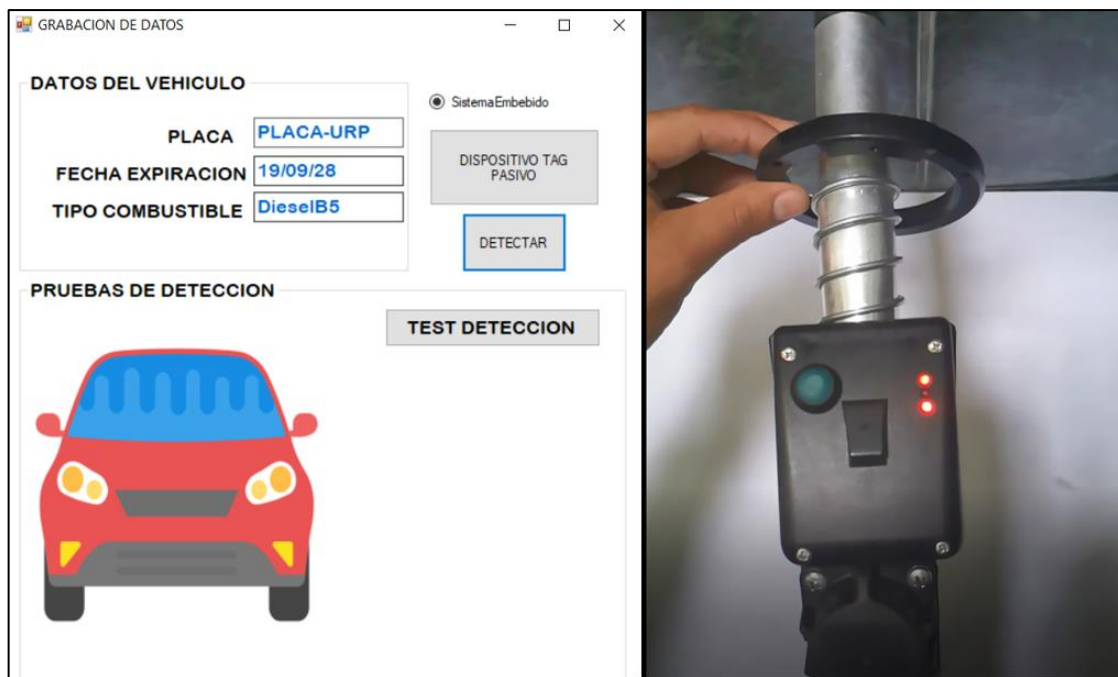 GRABACION DE DATOS
DATOS DEL VEHICULO
PLACA PLACA-URP
FECHA EXPIRACION 19/09/28
TIPO COMBUSTIBLE DieselB5
SistemaEmbebido
DISPOSITIVO TAG
PASIVO
DETECTAR
PRUEBAS DE DETECCION
TEST DETECCION